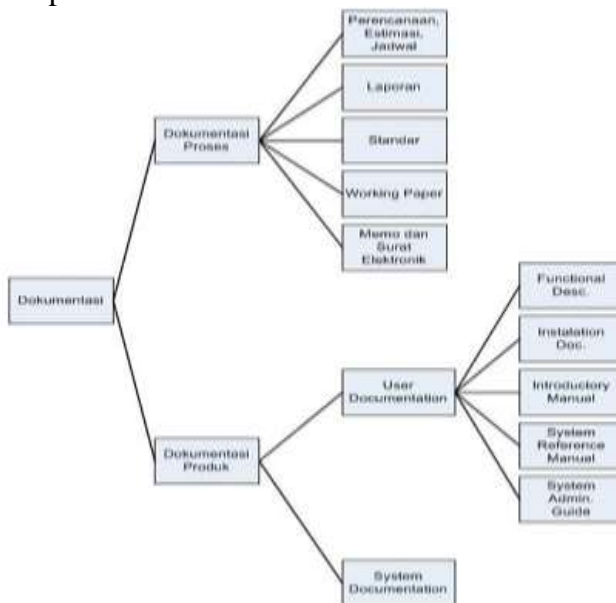 Perencanaan,
Estimasi,
Jadwal
Laporan
Dokumentasi
Proses
Standar
Working Paper
Memo dan
Surat
Elektronik
Dokumentasi
Functional
Desc.
Instalation
Doc.
User
Documentation
Introductory
Manual
System
Reference
Manual
Dokumentasi
Produk
System
Admin.
Guide
System
Documentation